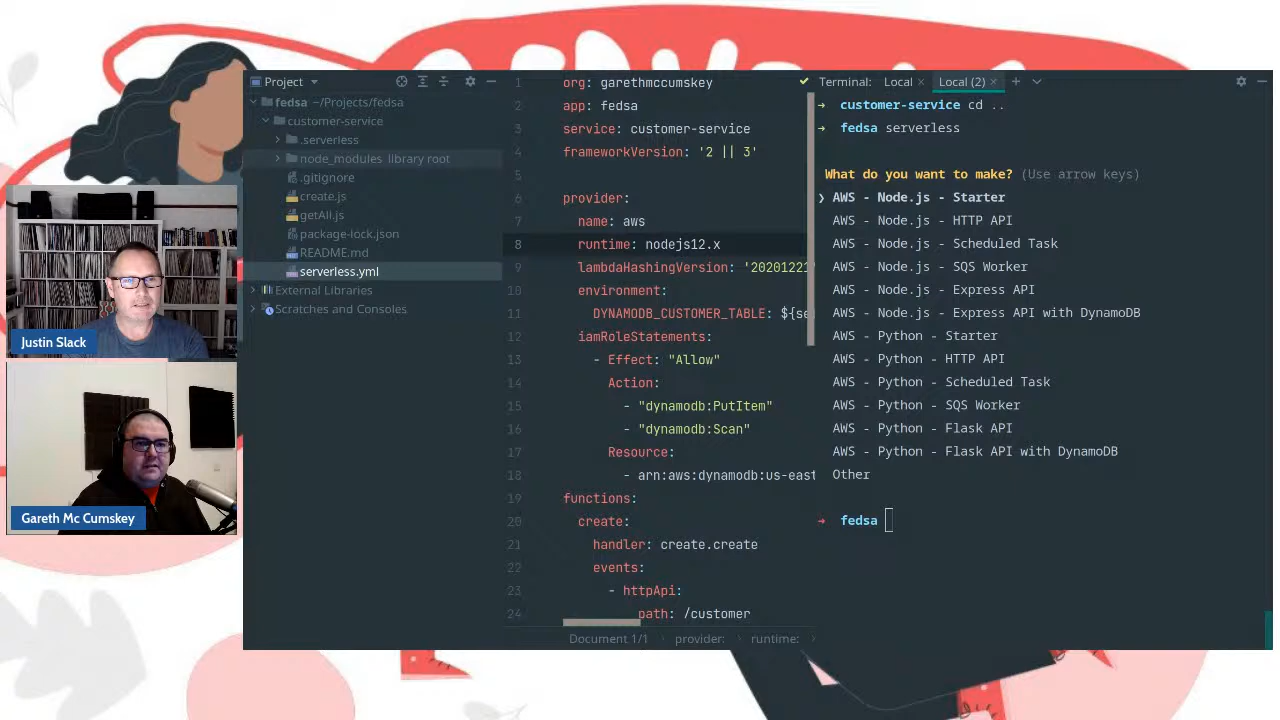 Justin Slack
Gareth Mc Cumskey
Project
fedsa ~/Projects/fedsa
customer-service
.serverless
node_modules library root
.gitignore
create.js
getAll.js
package-lock.json
README.md
serverless.yml
External Libraries
Scratches and Consoles
1 org: garethmccumskey
2 app: fedsa
3 service: customer-service
4 frameworkVersion: '2 || 3'
5
6 provider:
7 name: aws
8 runtime: nodejs12.x
9 lambdaHashingVersion: '20201221'
10 environment:
11 DYNAMODB_CUSTOMER_TABLE: ${se
12 iamRoleStatements:
13 - Effect: "Allow"
14 Action:
15 - "dynamodb:PutItem"
16 - "dynamodb:Scan"
17 Resource:
18 - arn:aws:dynamodb:us-east
19 functions:
20 create:
21 handler: create.create
22 events:
23 - httpApi:
24 path: /customer
Document 1/1 › provider: › runtime: ›
Terminal: Local × Local (2) × +
→ customer-service cd ..
→ fedsa serverless
What do you want to make? (Use arrow keys)
❯ AWS - Node.js - Starter
AWS - Node.js - HTTP API
AWS - Node.js - Scheduled Task
AWS - Node.js - SQS Worker
AWS - Node.js - Express API
AWS - Node.js - Express API with DynamoDB
AWS - Python - Starter
AWS - Python - HTTP API
AWS - Python - Scheduled Task
AWS - Python - SQS Worker
AWS - Python - Flask API
AWS - Python - Flask API with DynamoDB
Other
→ fedsa